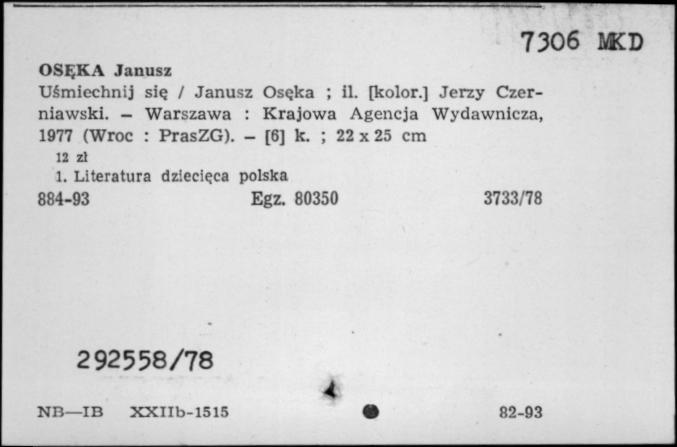 7306 MKD
OSĘKA Janusz
Uśmiechnij się / Janusz Osęka ; il. [kolor.] Jerzy Czer-
niawski. — Warszawa : Krajowa Agencja Wydawnicza,
1977 (Wroc : PrasZG). — [6] k. ; 22 x 25 cm
12 zł
1. Literatura dziecięca polska
884-93 Egz. 80350 3733/78
292558/78
NB—IB XXIIb-1515 82-93